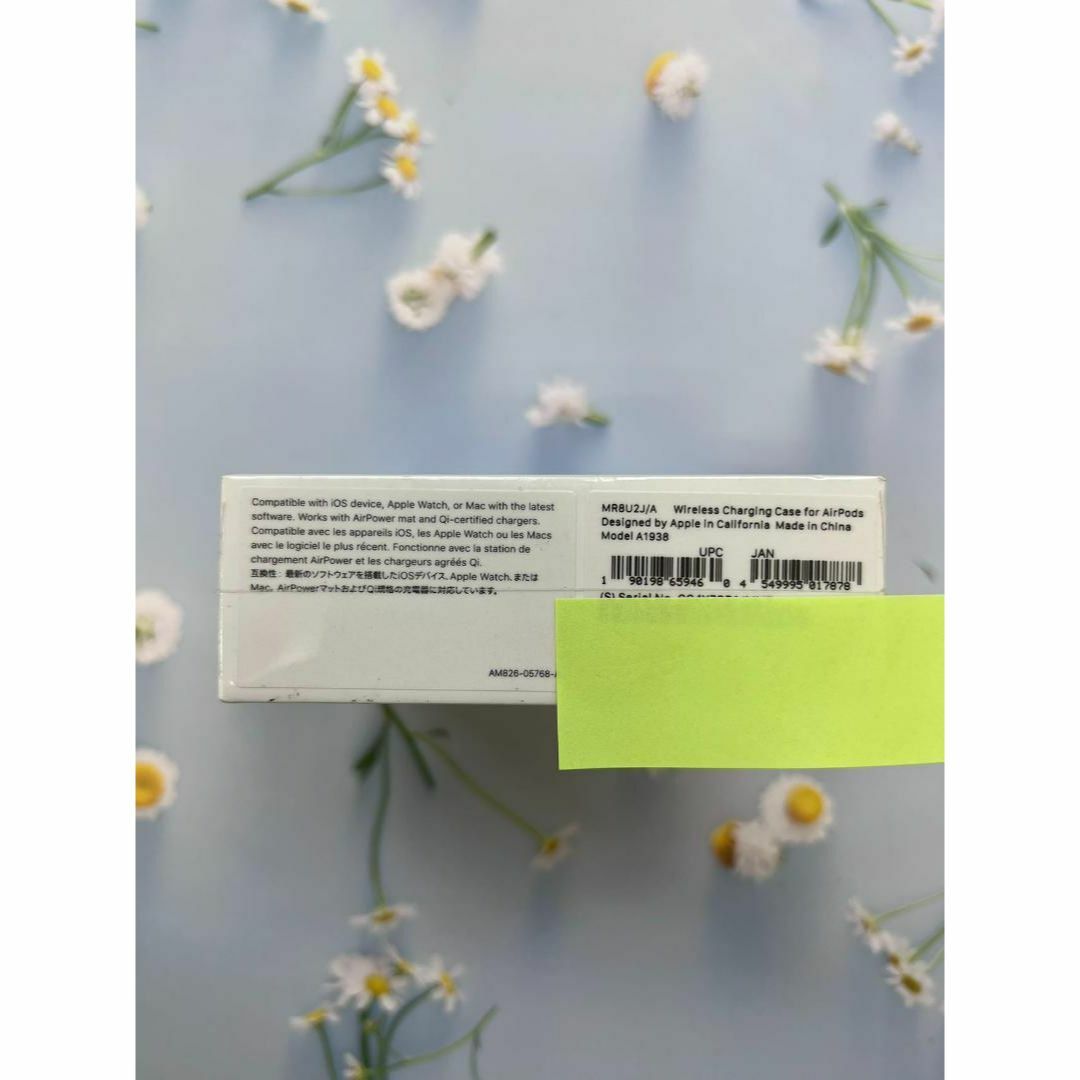 Compatible with iOS device, Apple Watch, or Mac with the latest
software. Works with AirPower mat and Qi-certified chargers.
Compatible avec les appareils iOS, les Apple Watch ou les Macs
avec le logiciel le plus récent. Fonctionne avec la station de
chargement AirPower et les chargeurs agréés Qi.
互換性：最新のソフトウェアを搭載したiOSデバイス、Apple Watch、または
Mac。AirPowerマットおよびQi規格の充電器に対応しています。
AM826-05768-
MR8U2J/A Wireless Charging Case for AirPods
Designed by Apple in California Made in China
Model A1938
UPC JAN
1 90198 65946 0 4 549995 017878
(S) Serial No.